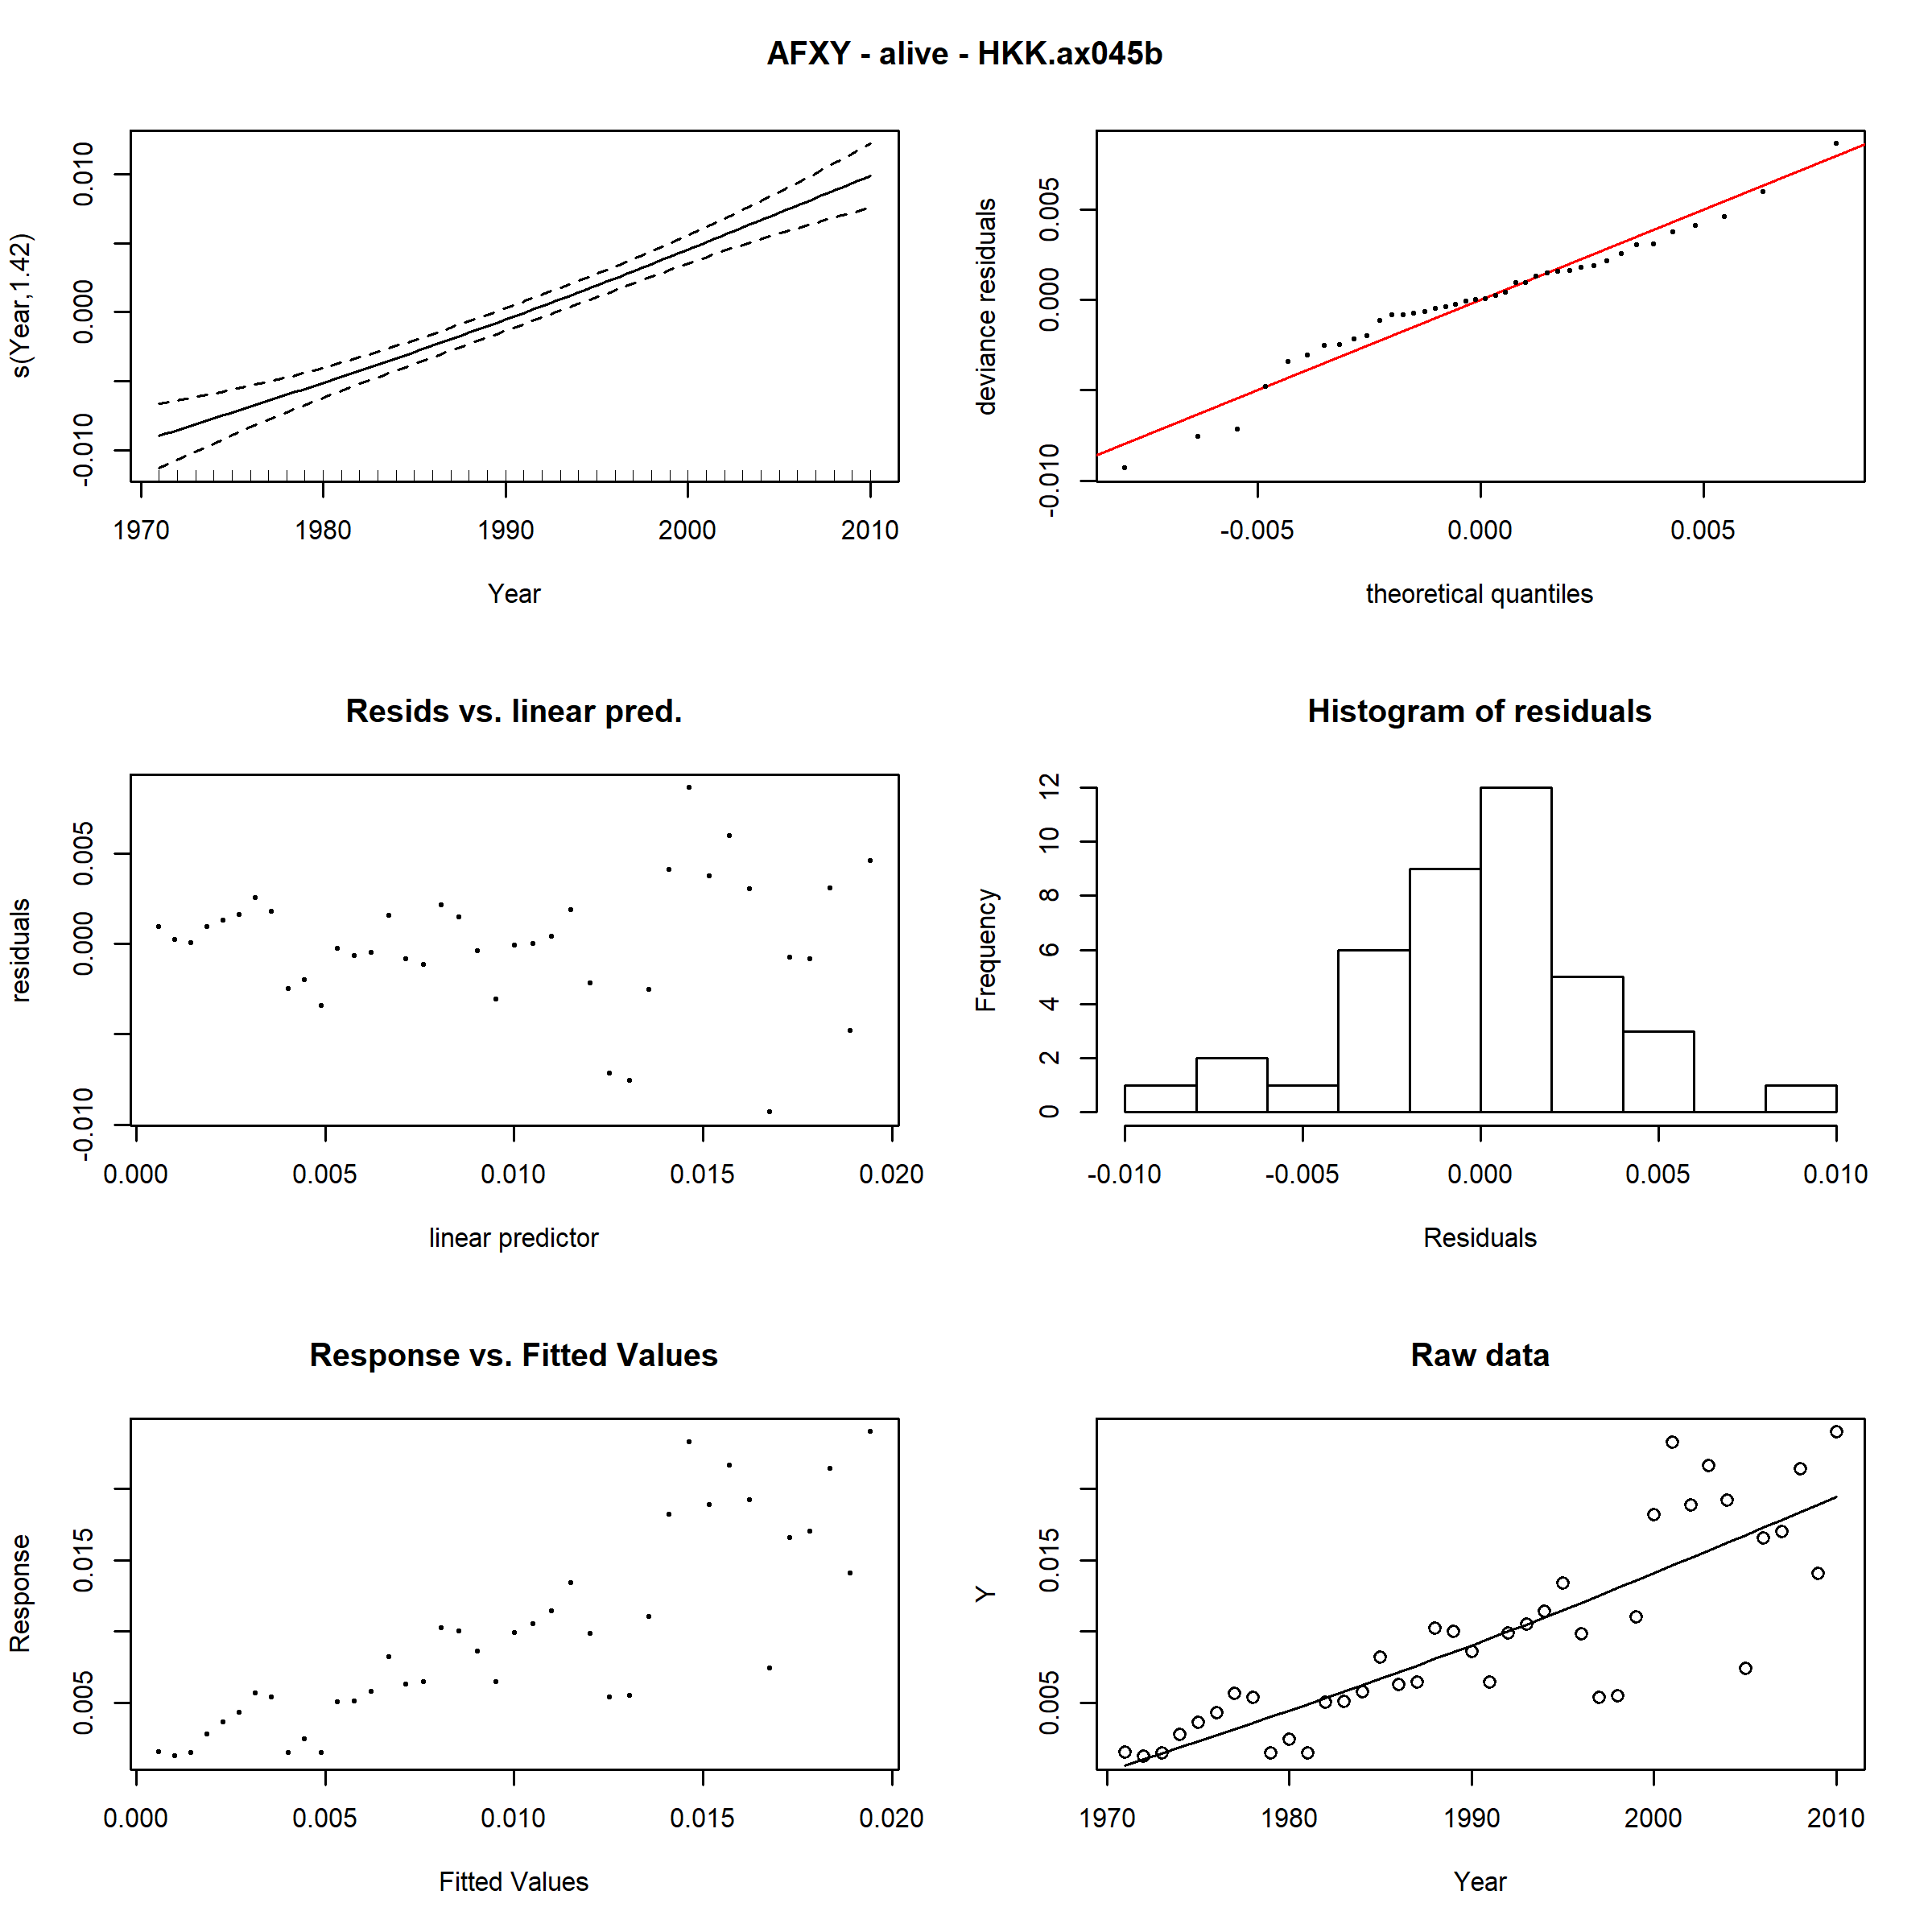 AFXY - alive - HKK.ax045b
s(Year,1.42)
-0.010 0.000 0.010
1970 1980 1990 2000 2010
Year
deviance residuals
-0.010 0.000 0.005
-0.005 0.000 0.005
theoretical quantiles
Resids vs. linear pred.
residuals
-0.010 0.000 0.005
0.000 0.005 0.010 0.015 0.020
linear predictor
Histogram of residuals
Frequency
0 2 4 6 8 10 12
-0.010 -0.005 0.000 0.005 0.010
Residuals
Response vs. Fitted Values
Response
0.005 0.015
0.000 0.005 0.010 0.015 0.020
Fitted Values
Raw data
Y
0.005 0.015
1970 1980 1990 2000 2010
Year